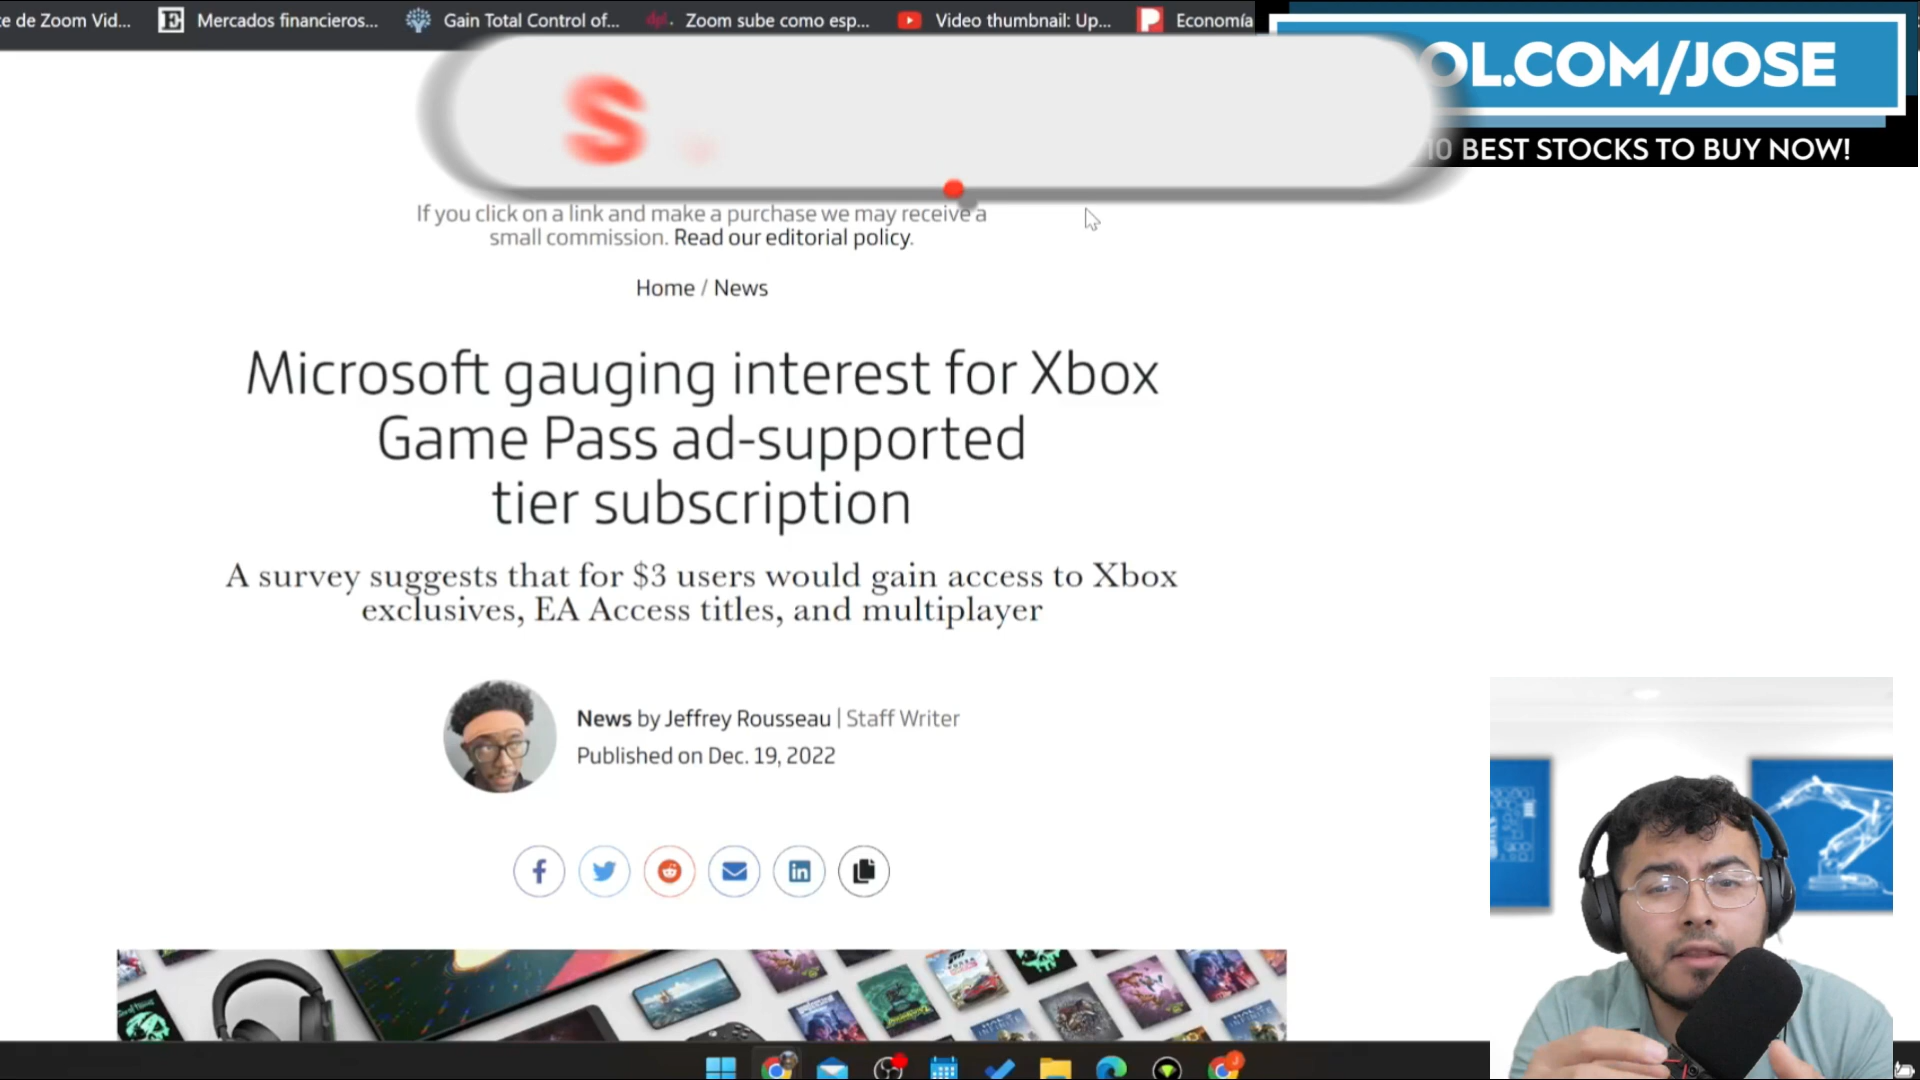 te de Zoom Vid... Mercados financieros... Gain Total Control of... Zoom sube como esp... Video thumbnail: Up... Economía
OL.COM/JOSE
10 BEST STOCKS TO BUY NOW!
S
If you click on a link and make a purchase we may receive a
small commission. Read our editorial policy.
Home / News
Microsoft gauging interest for Xbox
Game Pass ad-supported
tier subscription
A survey suggests that for $3 users would gain access to Xbox
exclusives, EA Access titles, and multiplayer
News by Jeffrey Rousseau | Staff Writer
Published on Dec. 19, 2022